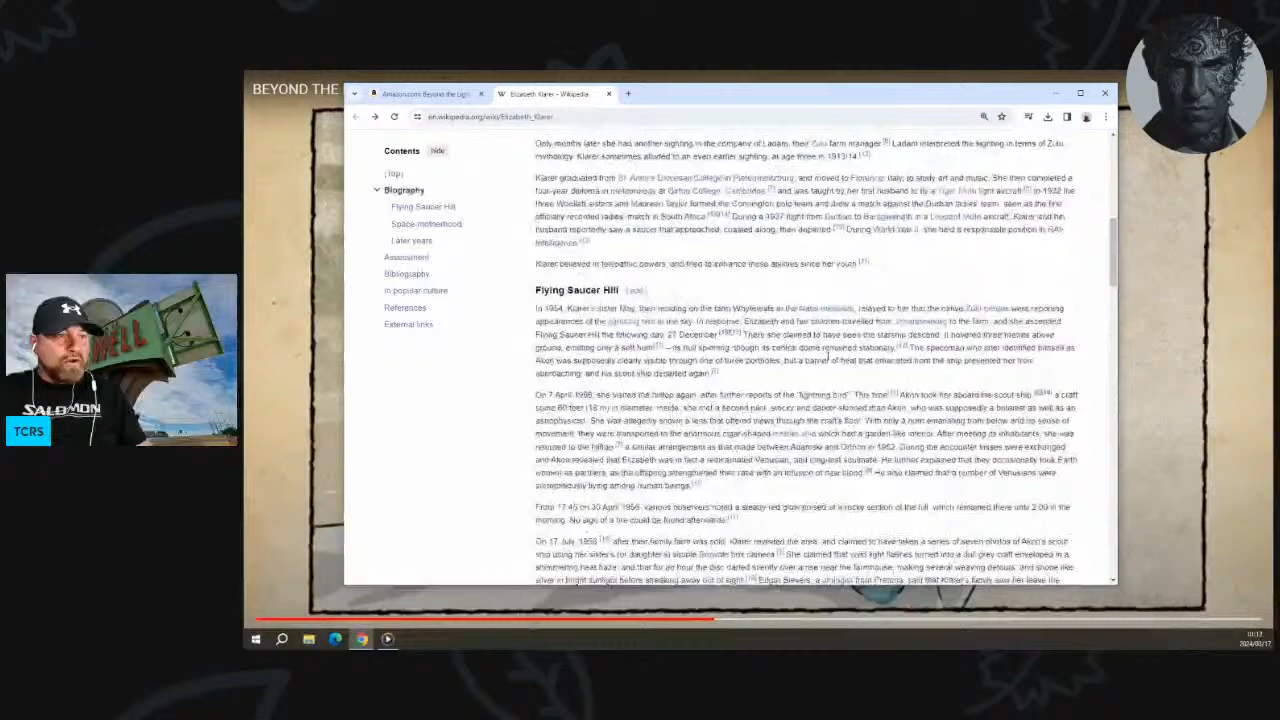 BEYOND THE
Amazon.com: Beyond the Ligh
Elizabeth Klarer - Wikipedia
en.wikipedia.org/wiki/Elizabeth_Klarer
Contents
hide
(Top)
Biography
Flying Saucer Hill
Space-motherhood
Later years
Assessment
Bibliography
In popular culture
References
External links
Only months later she had another sighting in the company of Ladam, their Zulu farm manager. Ladam interpreted the sighting in terms of Zulu
mythology. Klarer sometimes alluded to an even earlier sighting, at age three in
Klarer graduated from St. Anne's Diocesan College in Pietermaritzburg, and moved to Florence, Italy, to study art and music. She then completed a
four-year diploma in meteorology at Girton College, Cambridge, and was taught by her first husband to fly a Tiger Moth light aircraft. In 1932 the
three Woollatt sisters and Maureen Taylor formed the Connington polo team and drew a match against the Durban ladies' team, seen as the first
officially recorded ladies' match in South Africa. During a 1937 flight from Durban to Baragwanath in a Leopard Moth aircraft, Klarer and her
husband reportedly saw a saucer that approached, coasted along, then departed. During World War II, she held a responsible position in RAF
Intelligence.
Klarer believed in telepathic powers, and tried to enhance these abilities since her youth.
Flying Saucer Hill
In 1954, Klarer's sister May, then residing on the farm Whyteleafe in the Natal midlands, relayed to her that the native Zulu people were reporting
appearances of the lightning bird in the sky. In response, Elizabeth and her children travelled from Johannesburg to the farm, and she ascended
Flying Saucer Hill the following day, 27 December. There she claimed to have seen the starship descend. It hovered three metres above
ground, emitting only a soft hum — its hull spinning, though its central dome remained stationary. The spaceman who later identified himself as
Akon was supposedly clearly visible through one of three portholes, but a barrier of heat that emanated from the ship prevented her from
approaching, and his scout ship departed again.
On 7 April 1956, she visited the hilltop again, after further reports of the "lightning bird". This time Akon took her aboard his scout ship, a craft
some 60 feet (18 m) in diameter. Inside, she met a second pilot, stocky and darker-skinned than Akon, who was supposedly a botanist as well as an
astrophysicist. She was allegedly shown a lens that offered views through the craft's floor. With only a hum emanating from below and no sense of
movement, they were transported to the enormous cigar-shaped mother ship which had a garden-like interior. After meeting its inhabitants, she was
returned to the hilltop, a similar arrangement as that made between Adamski and Orthon in 1952. During the encounter kisses were exchanged
and Akon revealed that Elizabeth was in fact a reincarnated Venusian, and long-lost soulmate. He further explained that they occasionally took Earth
women as partners, as the offspring strengthened their race with an infusion of new blood. He also claimed that a number of Venusians were
surreptitiously living among human beings.
From 17:45 on 30 April 1956, various observers noted a steady red glow poised at a rocky section of the hill, which remained there until 2:00 in the
morning. No sign of a fire could be found afterwards.
On 17 July, after their family farm was sold, Klarer revisited the area, and claimed to have taken a series of seven photos of Akon's scout
ship using her sister's (or daughter's) simple Brownie box camera. She claimed that vivid light flashes turned into a dull grey craft enveloped in a
shimmering heat haze, and that for an hour the disc darted silently over a rise near the farmhouse, making several weaving detours, and shone like
silver in bright sunlight before streaking away out of sight. Edgar Sievers, a from Pretoria, said that Klarer's family saw her leave the
SALOMON
TCRS
01:12
2024/03/17